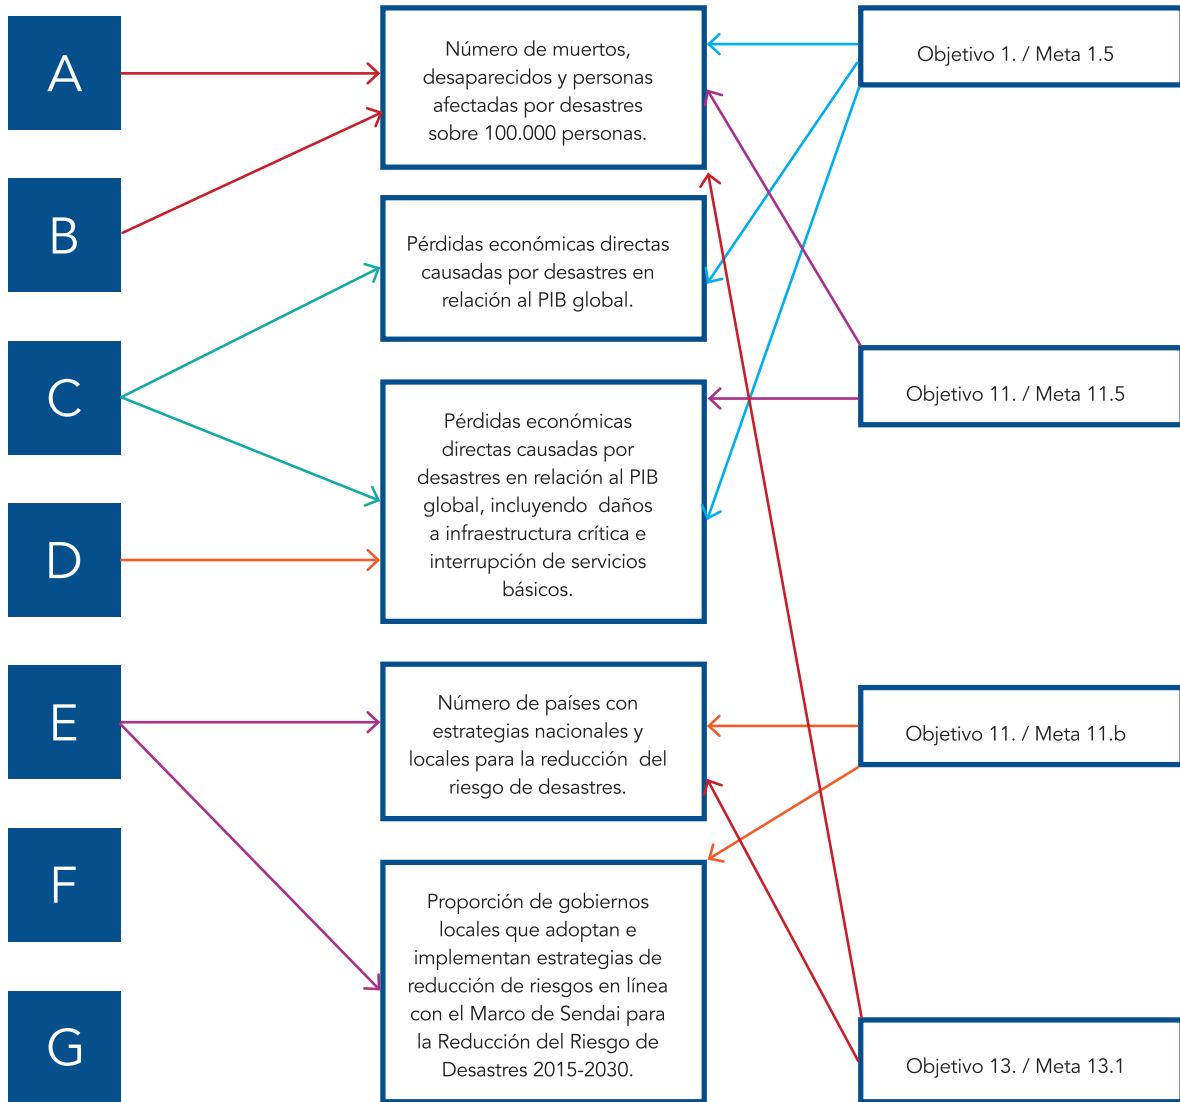 A
B
C
D
E
F
G
Número de muertos,
desaparecidos y personas
afectadas por desastres
sobre 100.000 personas.
Pérdidas económicas directas
causadas por desastres en
relación al PIB global.
Pérdidas económicas
directas causadas por
desastres en relación al PIB
global, incluyendo daños
a infraestructura crítica e
interrupción de servicios
básicos.
Número de países con
estrategias nacionales y
locales para la reducción del
riesgo de desastres.
Proporción de gobiernos
locales que adoptan e
implementan estrategias de
reducción de riesgos en línea
con el Marco de Sendai para
la Reducción del Riesgo de
Desastres 2015-2030.
Objetivo 1. / Meta 1.5
Objetivo 11. / Meta 11.5
Objetivo 11. / Meta 11.b
Objetivo 13. / Meta 13.1